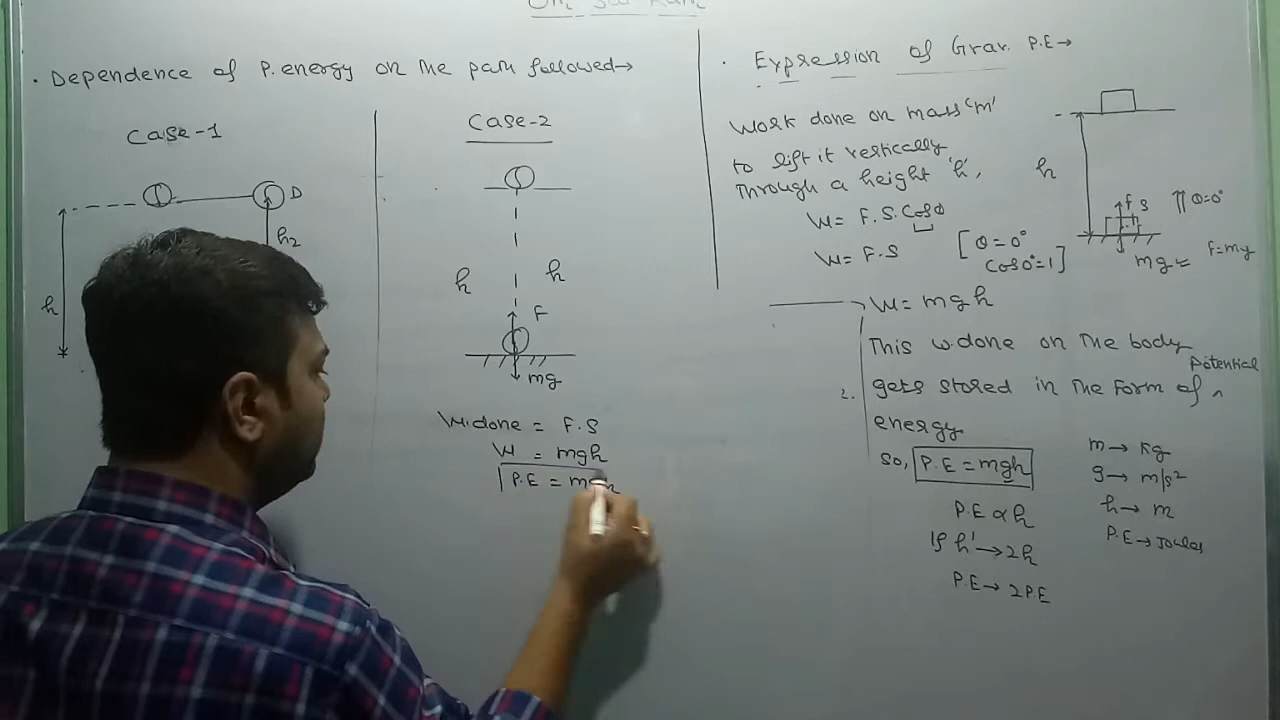 . Dependence of P.energy on the path followed→
Case-1
D
h2
h
Case-2
h
h
F
mg
W.done = F.S
W = mgh
P.E = mgh
. Expression of Grav. P.E→
Work done on mass 'm'
to lift it vertically
through a height 'h',
W = F.S. Cosθ
W = F.S [θ=0°
Cos0°=1]
W = mgh
This w.done on the body
2. gets stored in the form of ^ Potential
energy
So, P.E = mgh
P.E ∝ h
If h'→2h
P.E→ 2P.E
h
F S ⇈ θ=0°
mg F=mg
m→ kg
g→ m/s²
h→ m
P.E→Joules